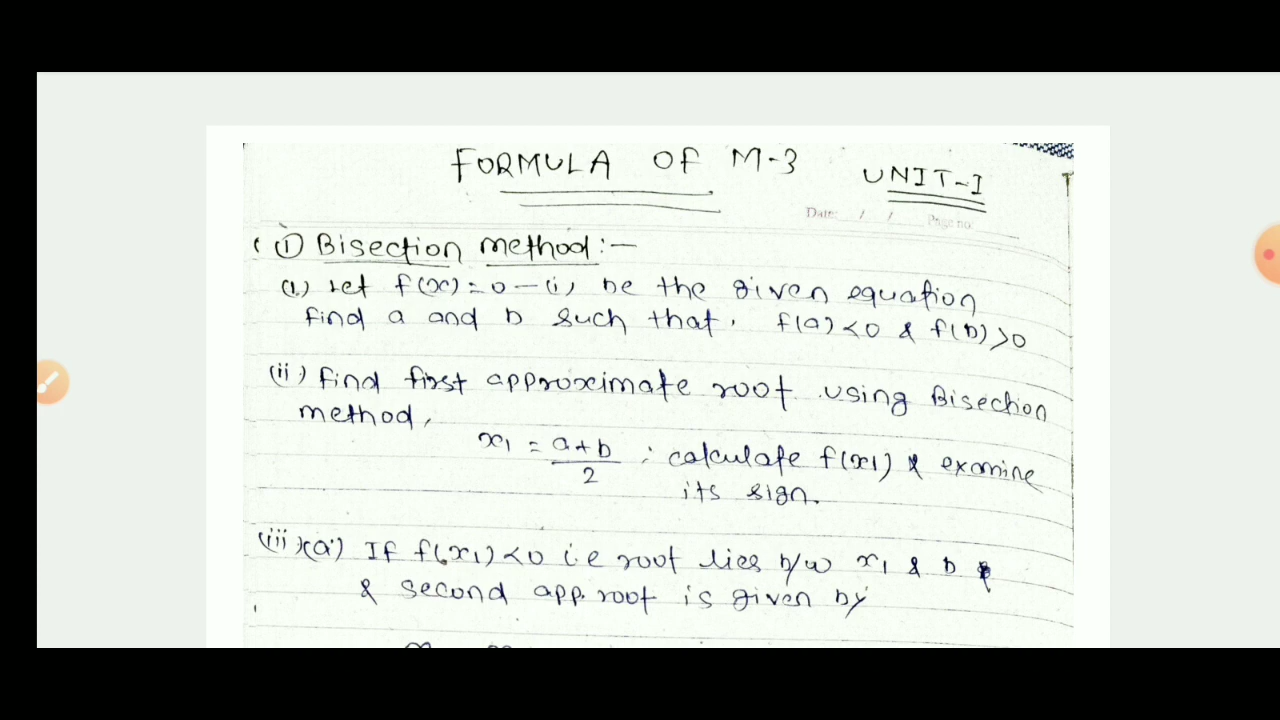 FORMULA OF M-3
UNIT-I
Date: / / Page no
(1) Bisection method:-
(i.) Let f(x)=0 -(i) be the given equation
find a and b such that, f(a)<0 & f(b)>0
(ii) find first approximate root using Bisection
method,
x1 = a+b/2 ; calculate f(x1) & examine
its sign.
(iii)(a) If f(x1)<0 i.e root lies b/w x1 & b
& second app. root is given by